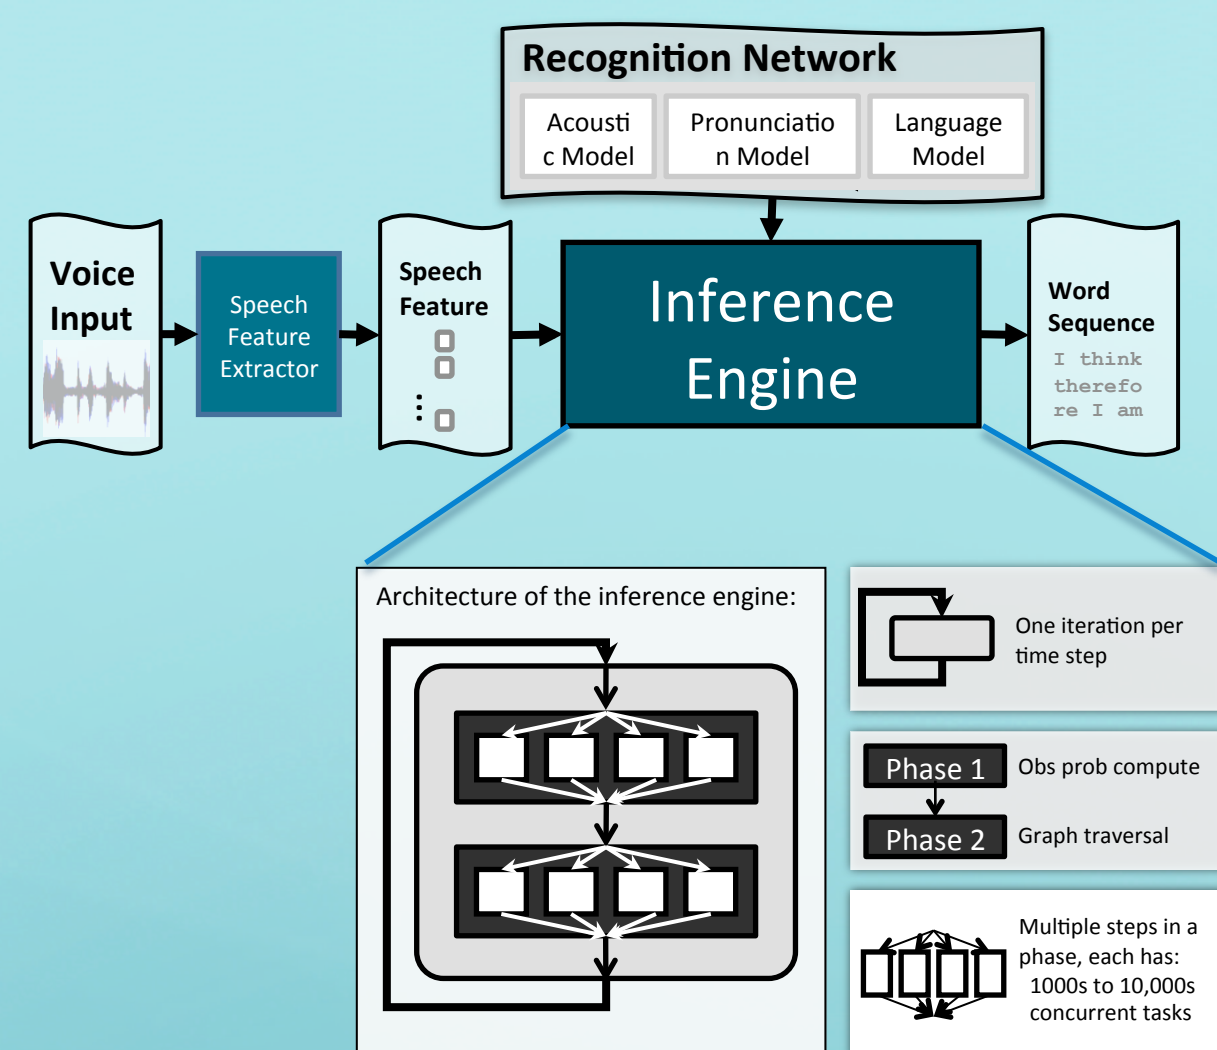 Recognition Network
Acousti
c Model
Pronunciatio
n Model
Language
Model
Voice
Input
Speech
Feature
Extractor
Speech
Feature
⋮
Inference
Engine
Word
Sequence
I think
therefo
re I am
Architecture of the inference engine:
One iteration per
time step
Phase 1
Obs prob compute
Phase 2
Graph traversal
Multiple steps in a
phase, each has:
1000s to 10,000s
concurrent tasks